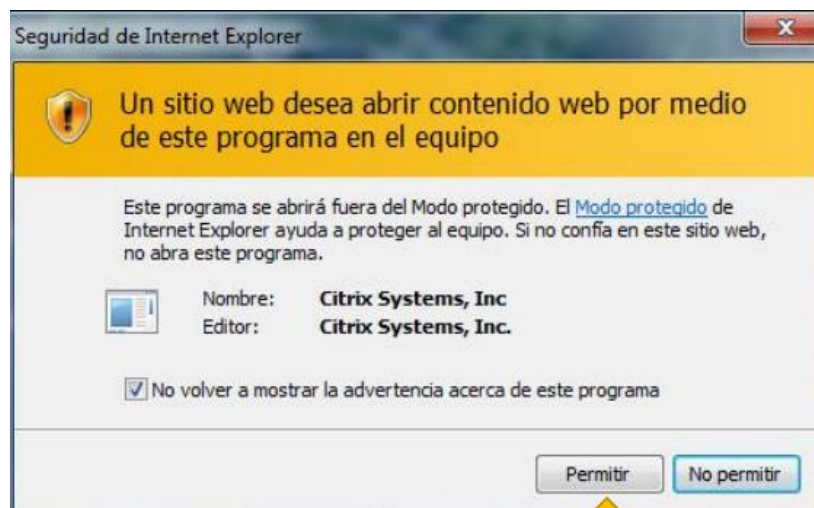 Seguridad de Internet Explorer
Un sitio web desea abrir contenido web por medio
de este programa en el equipo
Este programa se abrirá fuera del Modo protegido. El Modo protegido de
Internet Explorer ayuda a proteger al equipo. Si no confía en este sitio web,
no abra este programa.
Nombre: Citrix Systems, Inc
Editor: Citrix Systems, Inc.
No volver a mostrar la advertencia acerca de este programa
Permitir No permitir